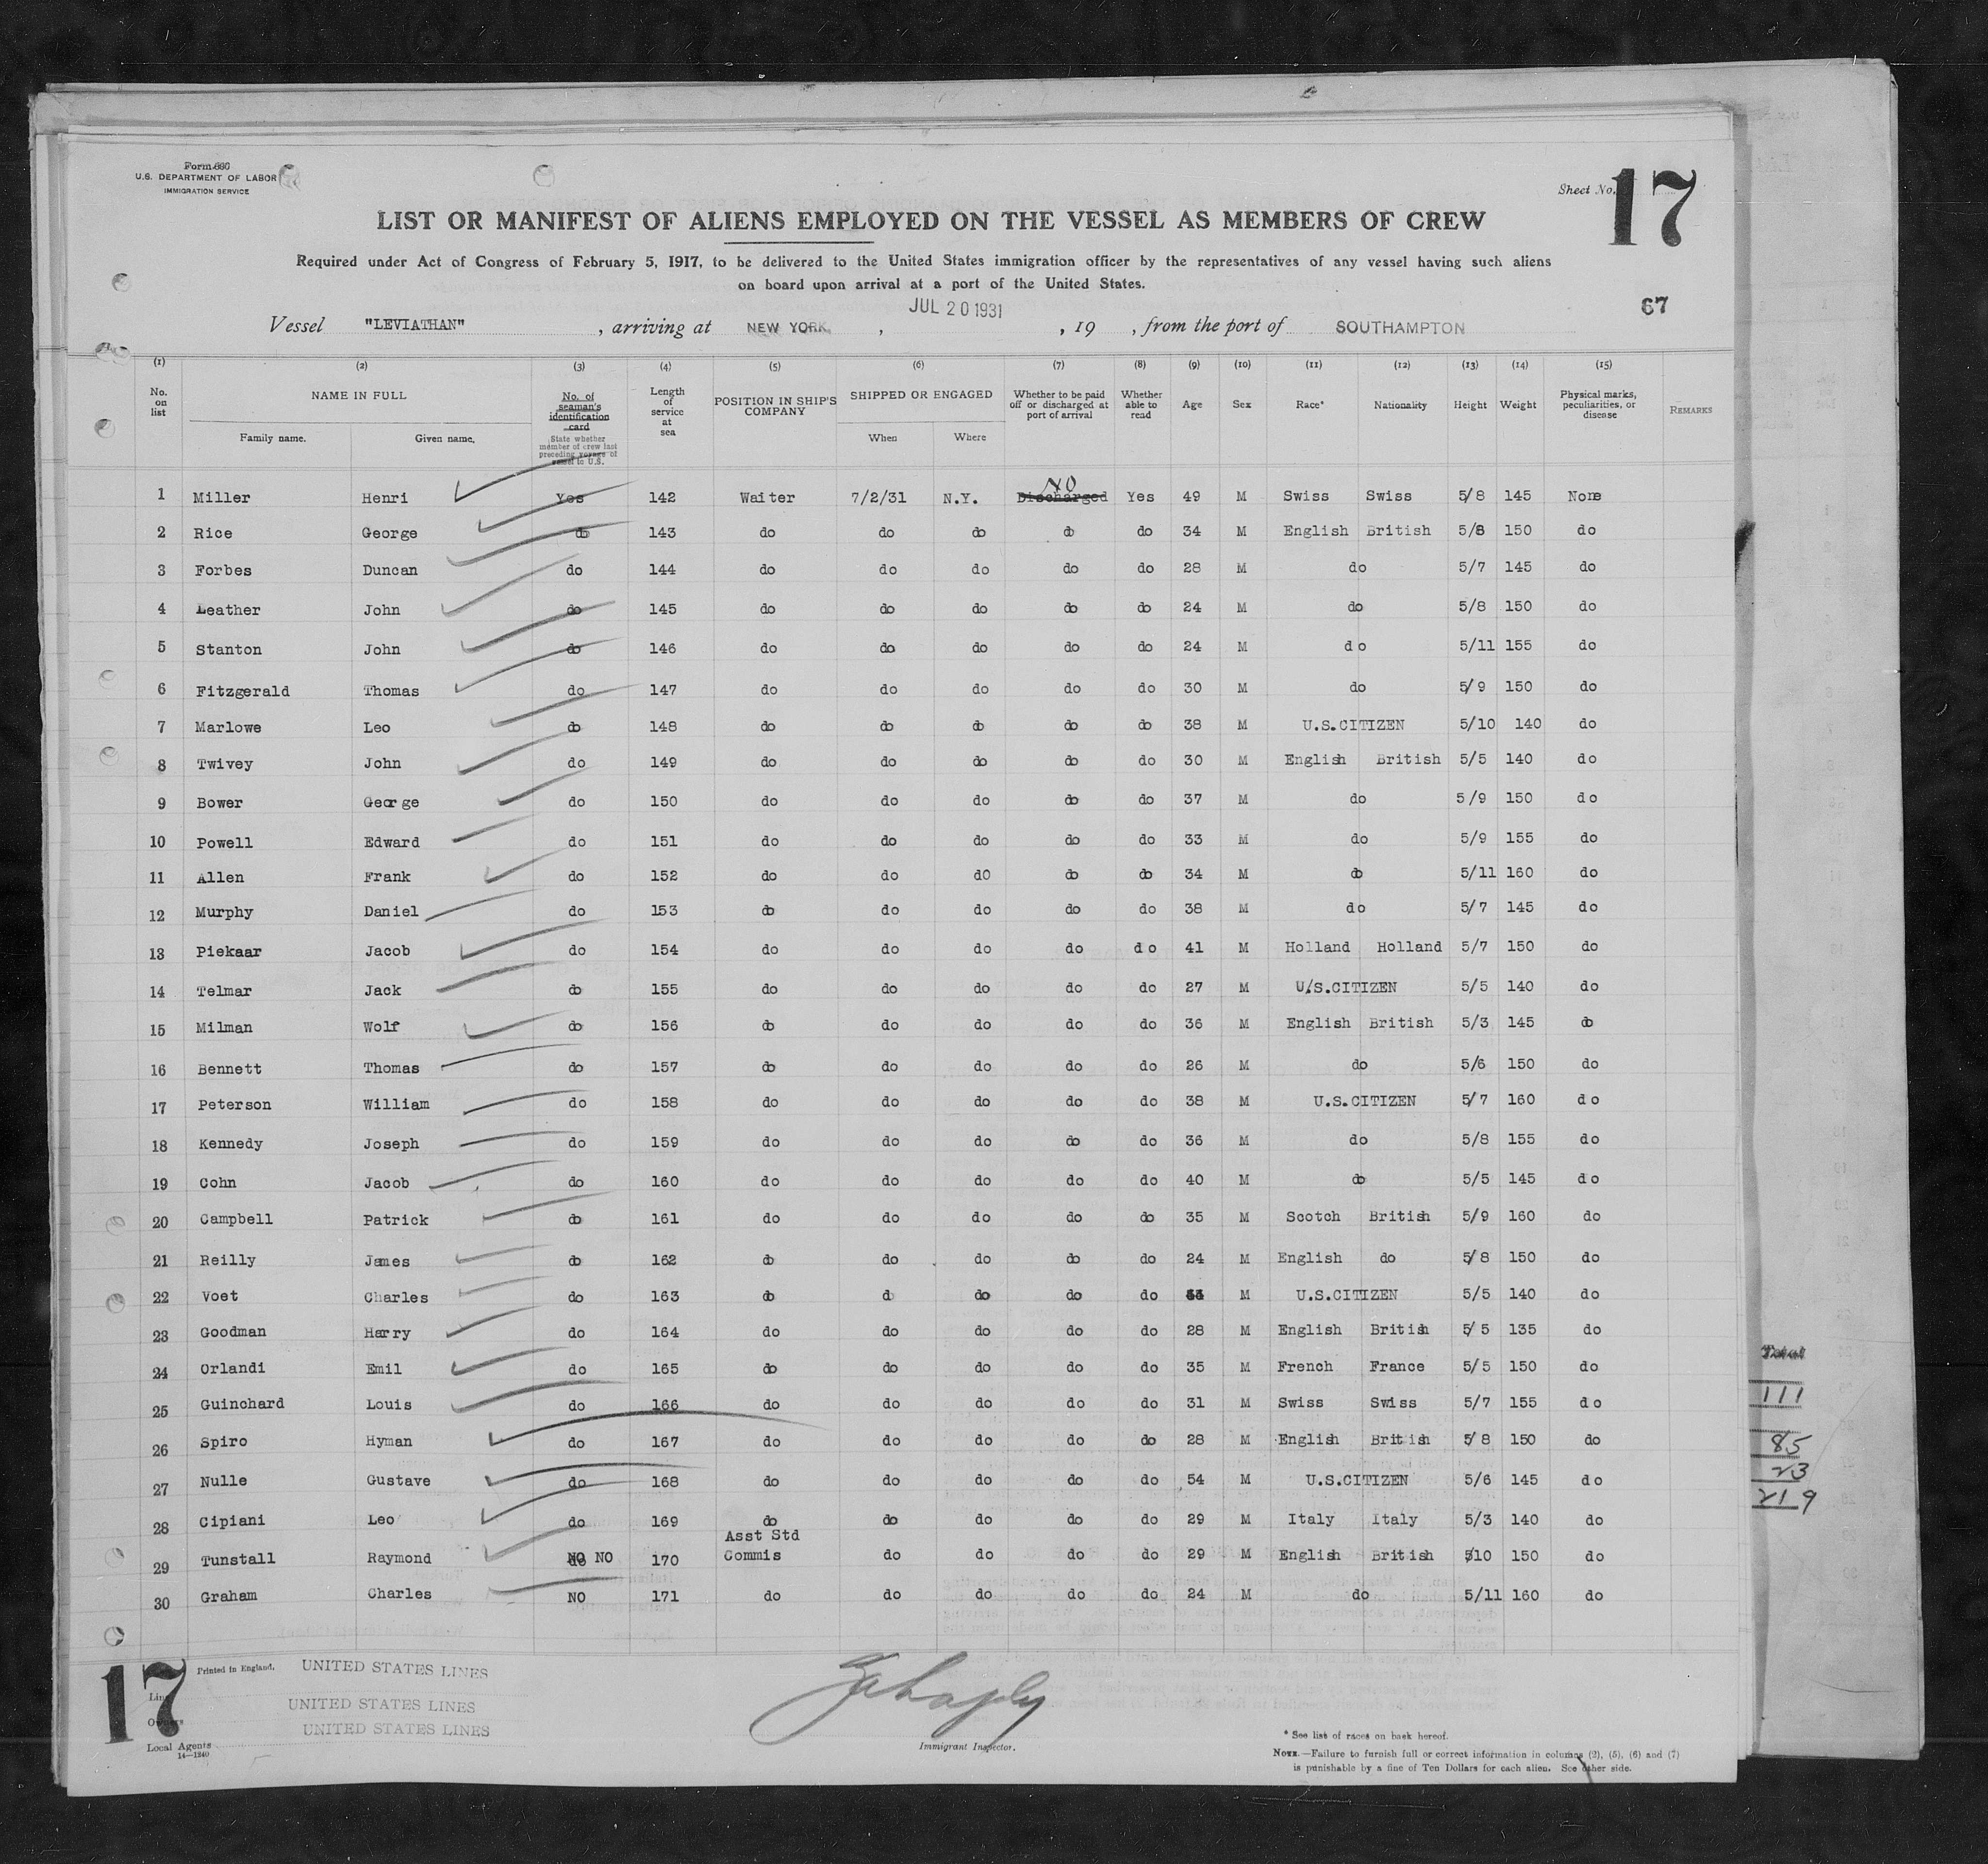 Form 680
U.S. DEPARTMENT OF LABOR
IMMIGRATION SERVICE
Sheet No. 17
LIST OR MANIFEST OF ALIENS EMPLOYED ON THE VESSEL AS MEMBERS OF CREW
Required under Act of Congress of February 5, 1917, to be delivered to the United States immigration officer by the representatives of any vessel having such aliens
on board upon arrival at a port of the United States.
67
Vessel "LEVIATHAN", arriving at NEW YORK, JUL 20 1931, 19 , from the port of SOUTHAMPTON
(1) (2) (3) (4) (5) (6) (7) (8) (9) (10) (11) (12) (13) (14) (15)
No. on list NAME IN FULL Family name. Given name. No. of seaman's identification card State whether member of crew last preceding voyage of vessel to U.S. Length of service at sea POSITION IN SHIP'S COMPANY SHIPPED OR ENGAGED When Where Whether to be paid off or discharged at port of arrival Whether able to read Age Sex Race* Nationality Height Weight Physical marks, peculiarities, or disease REMARKS
1 Miller Henri Yes 142 Waiter 7/2/31 N.Y. Discharged NO Yes 49 M Swiss Swiss 5/8 145 None
2 Rice George do 143 do do do do do 34 M English British 5/8 150 do
3 Forbes Duncan do 144 do do do do do 28 M do 5/7 145 do
4 Leather John do 145 do do do do do 24 M do 5/8 150 do
5 Stanton John do 146 do do do do do 24 M do 5/11 155 do
6 Fitzgerald Thomas do 147 do do do do do 30 M do 5/9 150 do
7 Marlowe Leo do 148 do do do do do 38 M U.S.CITIZEN 5/10 140 do
8 Twivey John do 149 do do do do do 30 M English British 5/5 140 do
9 Bower George do 150 do do do do do 37 M do 5/9 150 do
10 Powell Edward do 151 do do do do do 33 M do 5/9 155 do
11 Allen Frank do 152 do do dO do do 34 M do 5/11 160 do
12 Murphy Daniel do 153 do do do do do 38 M do 5/7 145 do
13 Piekaar Jacob do 154 do do do do do 41 M Holland Holland 5/7 150 do
14 Telmar Jack do 155 do do do do do 27 M U/S.CITIZEN 5/5 140 do
15 Milman Wolf do 156 do do do do do 36 M English British 5/3 145 do
16 Bennett Thomas do 157 do do do do do 26 M do 5/6 150 do
17 Peterson William do 158 do do do do do 38 M U.S.CITIZEN 5/7 160 do
18 Kennedy Joseph do 159 do do do do do 36 M do 5/8 155 do
19 Cohn Jacob do 160 do do do do do 40 M do 5/5 145 do
20 Campbell Patrick do 161 do do do do do 35 M Scotch British 5/9 160 do
21 Reilly James do 162 do do do do do 24 M English do 5/8 150 do
22 Voet Charles do 163 do d do do do M U.S.CITIZEN 5/5 140 do
23 Goodman Harry do 164 do do do do do 28 M English British 5/5 135 do
24 Orlandi Emil do 165 do do do do do 35 M French France 5/5 150 do
25 Guinchard Louis do 166 do do do do do 31 M Swiss Swiss 5/7 155 do
26 Spiro Hyman do 167 do do do do do 28 M English British 5/8 150 do
27 Nulle Gustave do 168 do do do do do 54 M U.S.CITIZEN 5/6 145 do
28 Cipiani Leo do 169 do do do do do 29 M Italy Italy 5/3 140 do
29 Tunstall Raymond NO NO 170 Asst Std Commis do do do do 29 M English British 5/10 150 do
30 Graham Charles NO 171 do do do do do 24 M do 5/11 160 do
Total
111
85
23
219
17
Printed in England.
UNITED STATES LINES
Line
UNITED STATES LINES
Owners
UNITED STATES LINES
Local Agents
14—1240
Immigrant Inspector.
* See list of races on back hereof.
NOTE.—Failure to furnish full or correct information in columns (2), (5), (6) and (7)
is punishable by a fine of Ten Dollars for each alien. See other side.